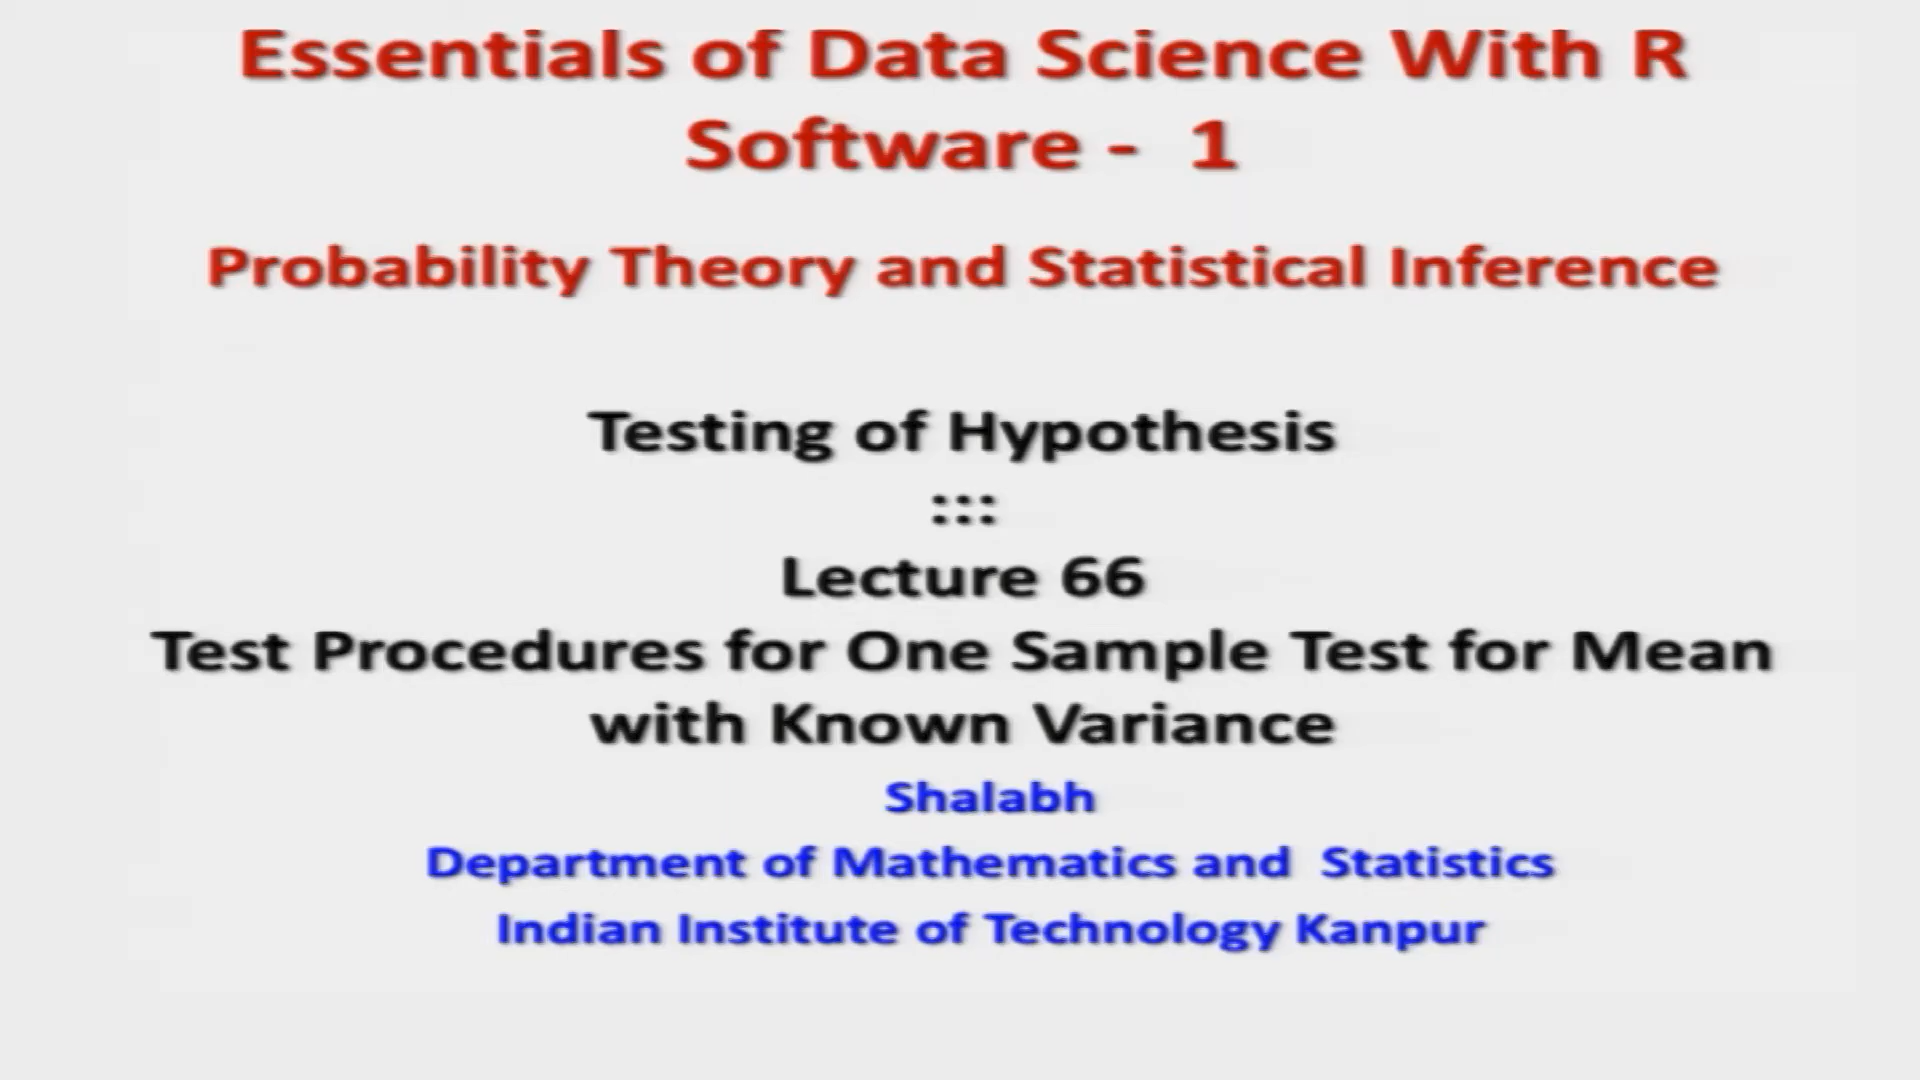 Essentials of Data Science With R
Software - 1
Probability Theory and Statistical Inference
Testing of Hypothesis
:::
Lecture 66
Test Procedures for One Sample Test for Mean
with Known Variance
Shalabh
Department of Mathematics and Statistics
Indian Institute of Technology Kanpur